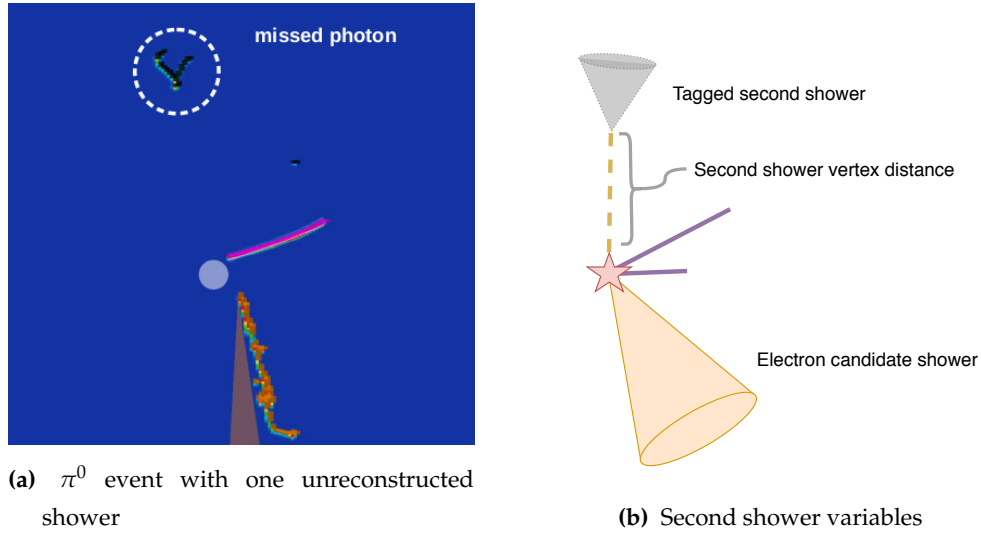 missed photon
(a) π⁰ event with one unreconstructed
shower
Tagged second shower
Second shower vertex distance
Electron candidate shower
(b) Second shower variables